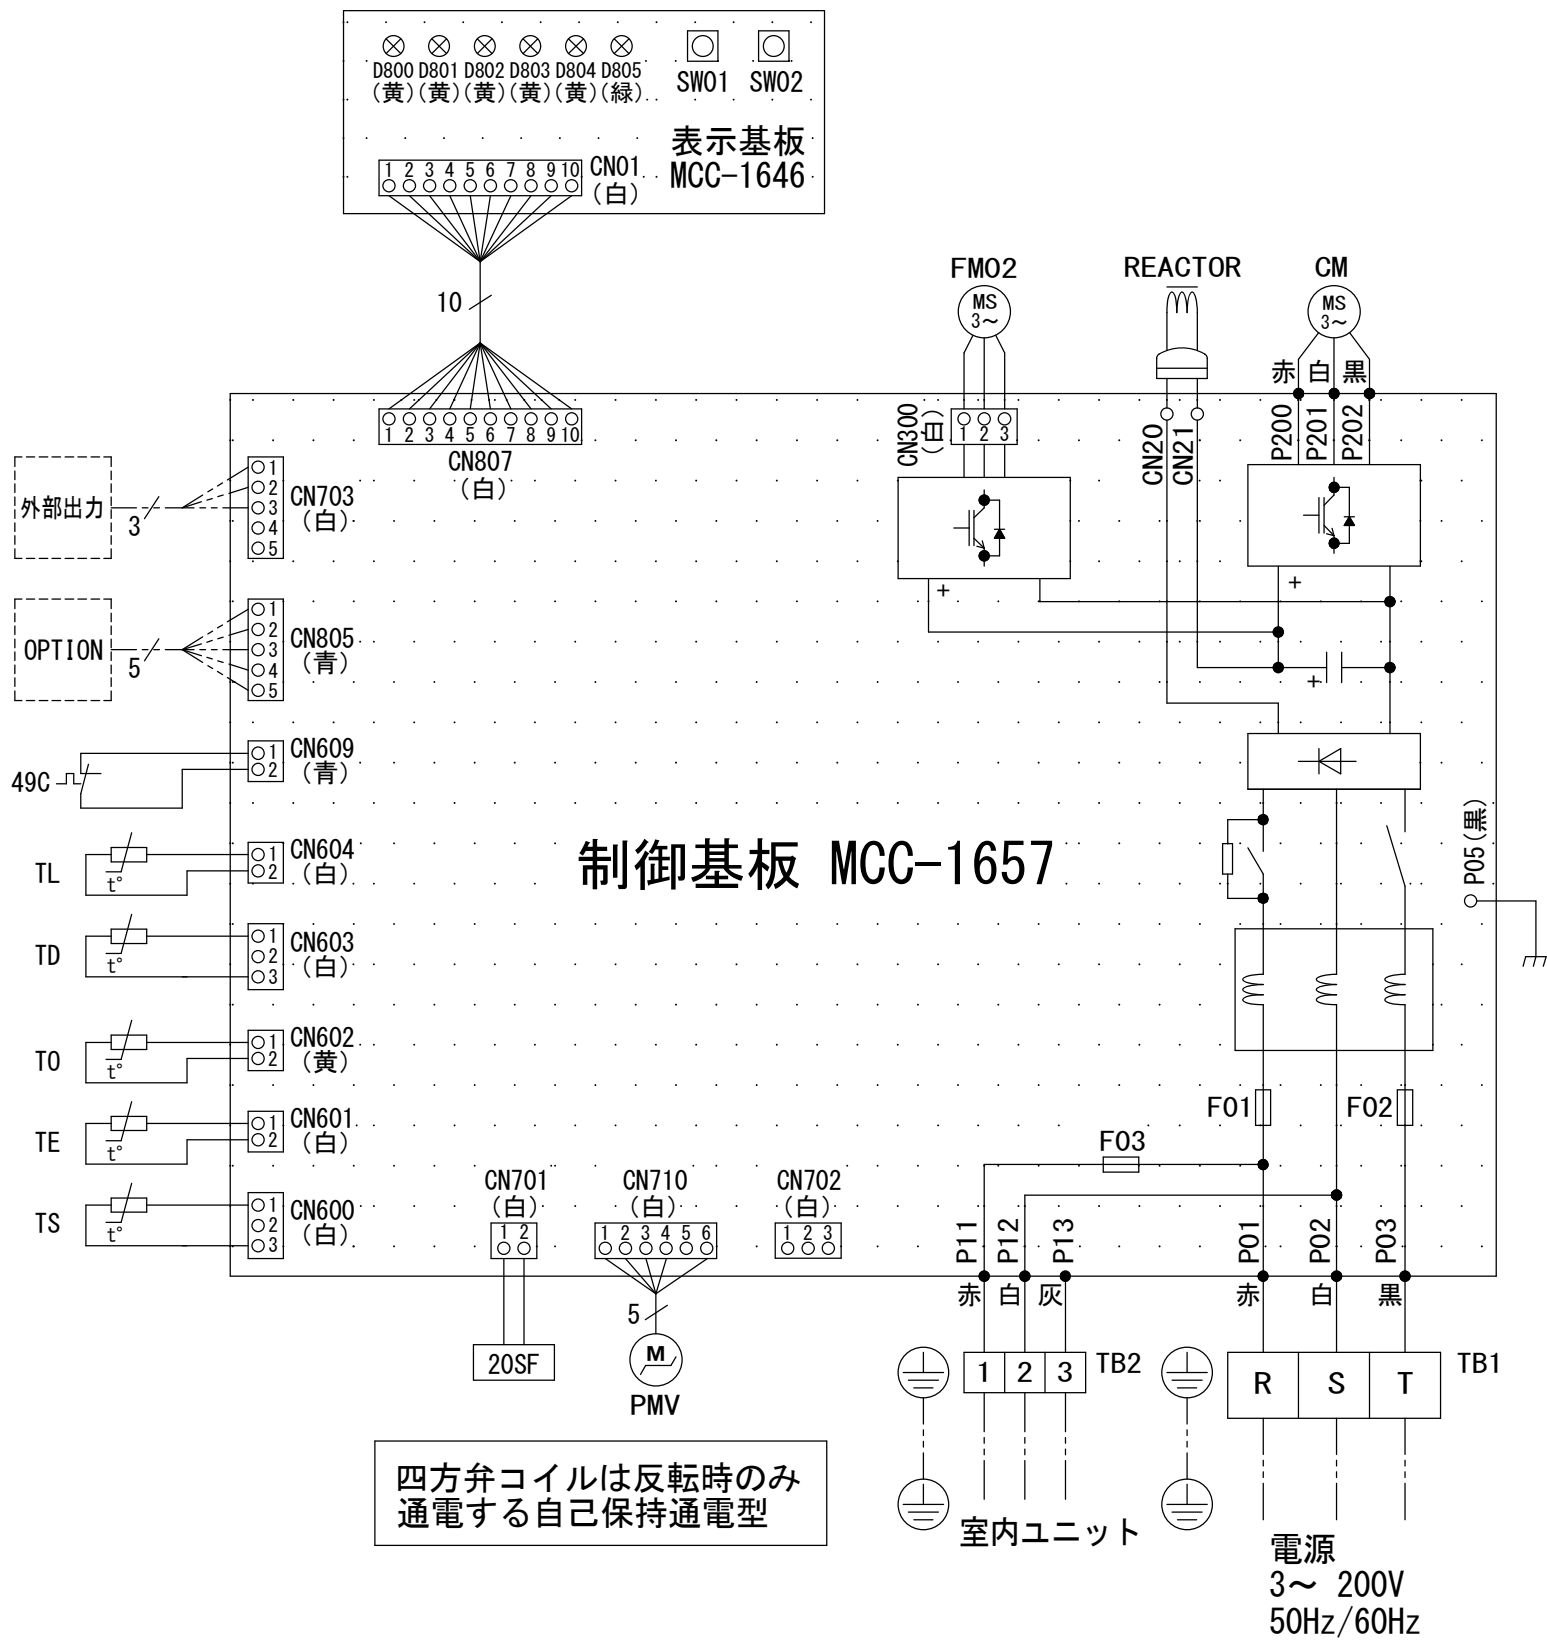 D800 D801 D802 D803 D804 D805
(黄)(黄)(黄)(黄)(黄)(緑)
SW01 SW02
表示基板
MCC-1646
1 2 3 4 5 6 7 8 9 10
CN01
(白)
10
FM02
MS
3~
REACTOR
CM
MS
3~
赤 白 黒
P200
P201
P202
1 2 3 4 5 6 7 8 9 10
CN807
(白)
CN300
(白)
1 2 3
CN20
CN21
外部出力
3
1
2
3
4
5
CN703
(白)
+
+
+
OPTION
5
1
2
3
4
5
CN805
(青)
49C
1
2
CN609
(青)
制御基板 MCC-1657
TL
t°
1
2
CN604
(白)
P05(黒)
TD
t°
1
2
3
CN603
(白)
TO
t°
1
2
CN602
(黄)
TE
t°
1
2
CN601
(白)
TS
t°
1
2
3
CN600
(白)
F01
F02
F03
CN701
(白)
1 2
CN710
(白)
1 2 3 4 5 6
CN702
(白)
1 2 3
P11
P12
P13
P01
P02
P03
赤 白 灰
赤 白 黒
20SF
5
M
PMV
1 2 3
TB2
R S T
TB1
四方弁コイルは反転時のみ
通電する自己保持通電型
室内ユニット
電源
3~ 200V
50Hz/60Hz